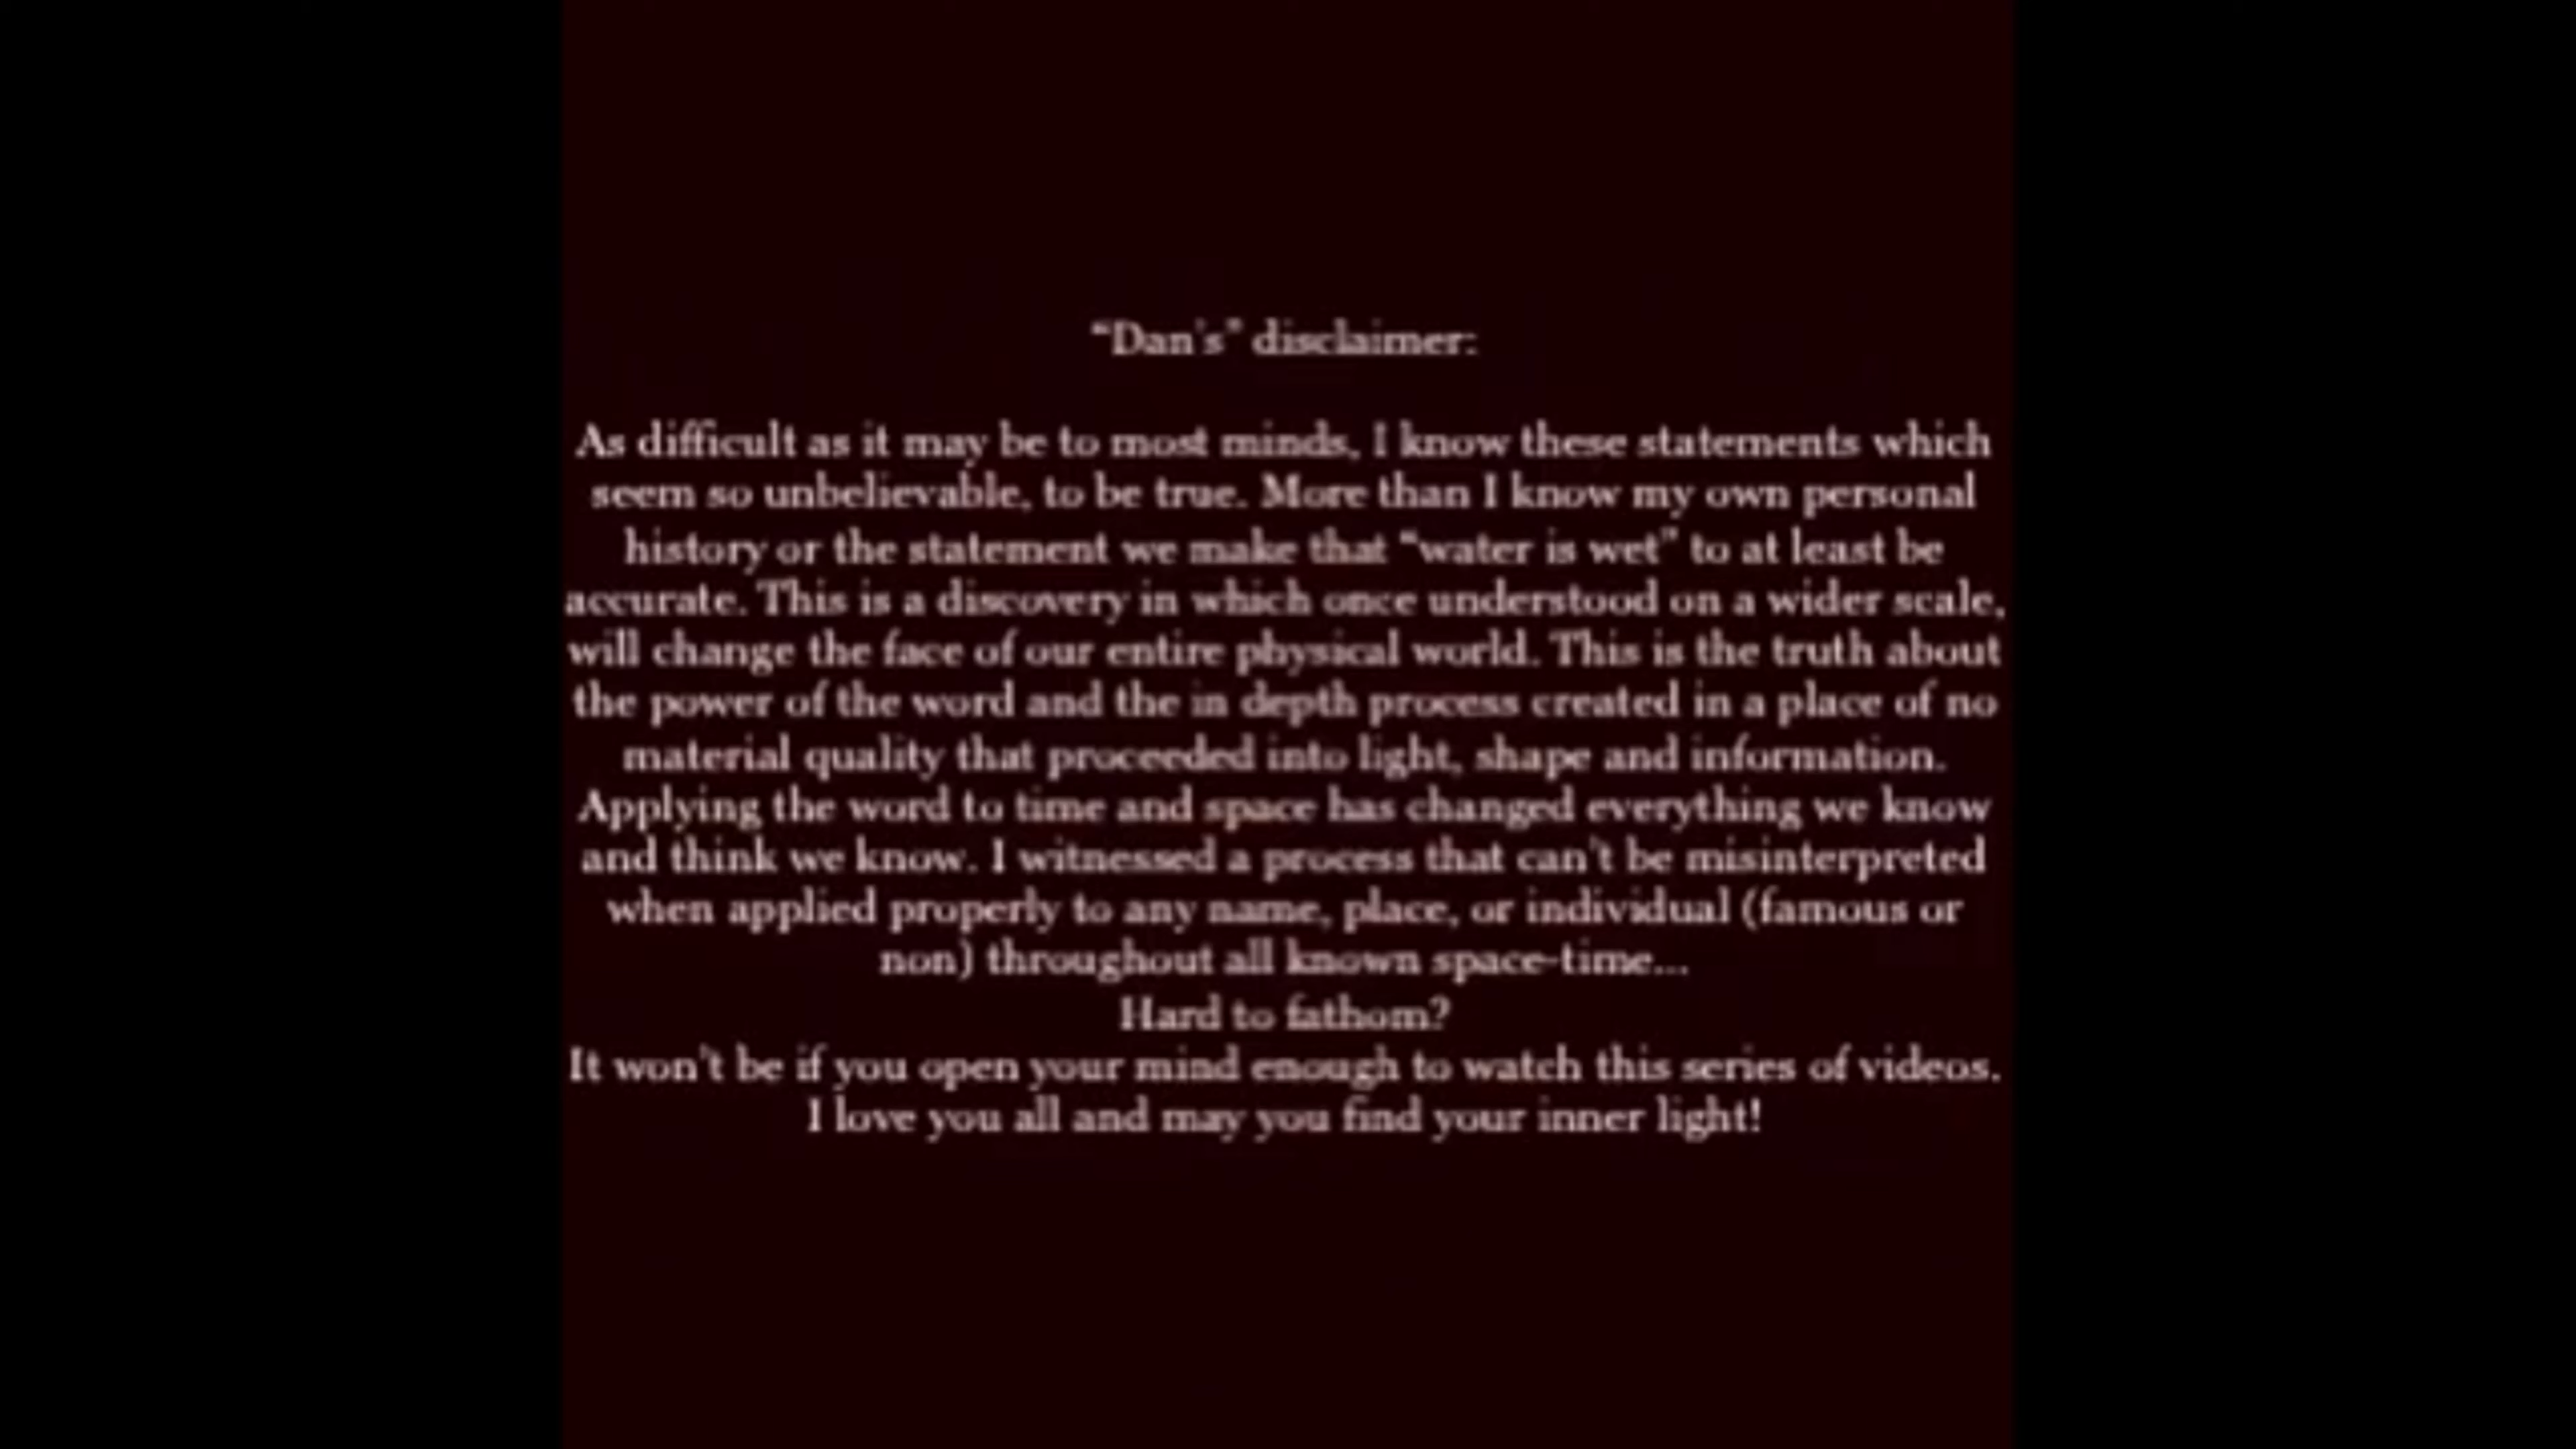 “Dan's” disclaimer:
As difficult as it may be to most minds, I know these statements which
seem so unbelievable, to be true. More than I know my own personal
history or the statement we make that “water is wet” to at least be
accurate. This is a discovery in which once understood on a wider scale,
will change the face of our entire physical world. This is the truth about
the power of the word and the in depth process created in a place of no
material quality that proceeded into light, shape and information.
Applying the word to time and space has changed everything we know
and think we know. I witnessed a process that can't be misinterpreted
when applied properly to any name, place, or individual (famous or
non) throughout all known space-time...
Hard to fathom?
It won't be if you open your mind enough to watch this series of videos.
I love you all and may you find your inner light!